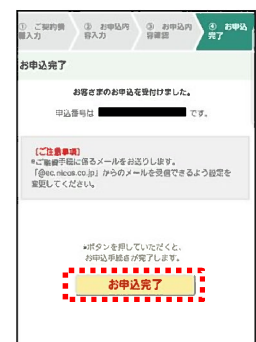 ① ご契約情
報入力
② お申込内
容入力
③ お申込内
容確認
④ お申込
完了
お申込完了
お客さまのお申込を受付けました。
申込番号は です。
【ご注意事項】
※ご登録手続に係るメールをお送りします。
「@ec.nicos.co.jp」からのメールを受信できるよう設定を
変更してください。
※ボタンを押していただくと、
お申込手続きが完了します。
お申込完了